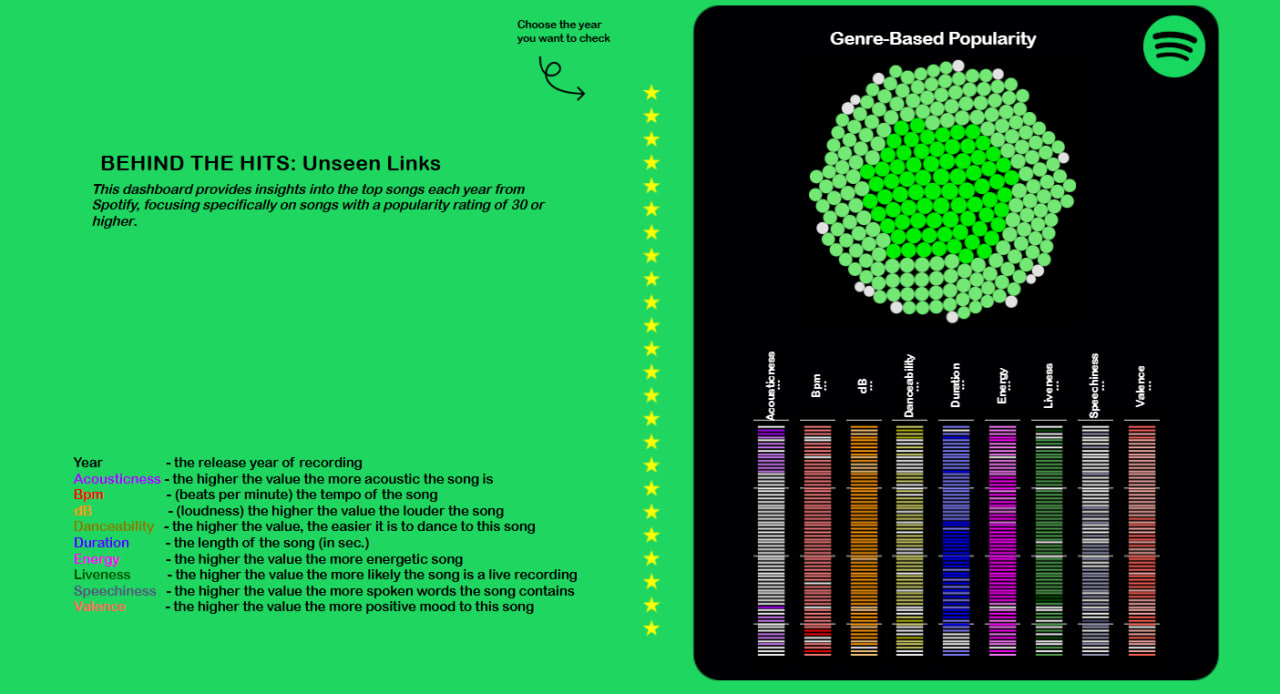 Choose the year
you want to check
BEHIND THE HITS: Unseen Links
This dashboard provides insights into the top songs each year from
Spotify, focusing specifically on songs with a popularity rating of 30 or
higher.
Year - the release year of recording
Acousticness - the higher the value the more acoustic the song is
Bpm - (beats per minute) the tempo of the song
dB - (loudness) the higher the value the louder the song
Danceability - the higher the value, the easier it is to dance to this song
Duration - the length of the song (in sec.)
Energy - the higher the value the more energetic song
Liveness - the higher the value the more likely the song is a live recording
Speechiness - the higher the value the more spoken words the song contains
Valence - the higher the value the more positive mood to this song
Genre-Based Popularity
Acousticness ...
Bpm ...
dB ...
Danceability ...
Duration ...
Energy ...
Liveness ...
Speechiness ...
Valence ...